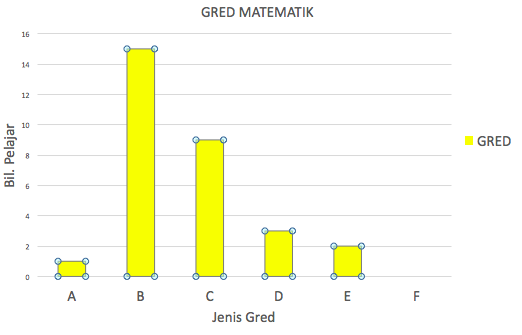 GRED MATEMATIK
16
14
12
10
8
6
4
2
0
Bil. Pelajar
A B C D E F
Jenis Gred
GRED